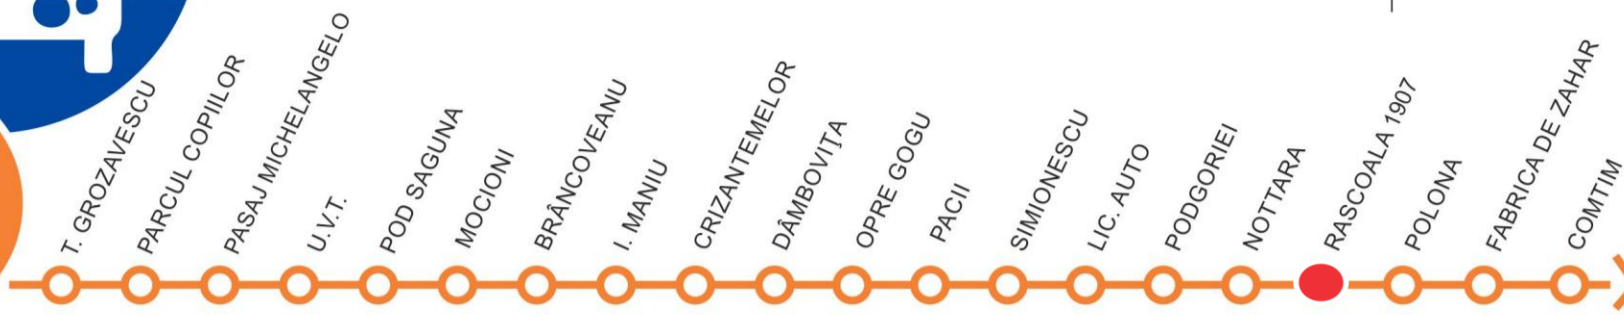 T. GROZAVESCU
PARCUL COPIILOR
PASAJ MICHELANGELO
U.V.T.
POD SAGUNA
MOCIONI
BRÂNCOVEANU
I. MANIU
CRIZANTEMELOR
DÂMBOVIŢA
OPRE GOGU
PACII
SIMIONESCU
LIC. AUTO
PODGORIEI
NOTTARA
RASCOALA 1907
POLONA
FABRICA DE ZAHAR
COMTIM